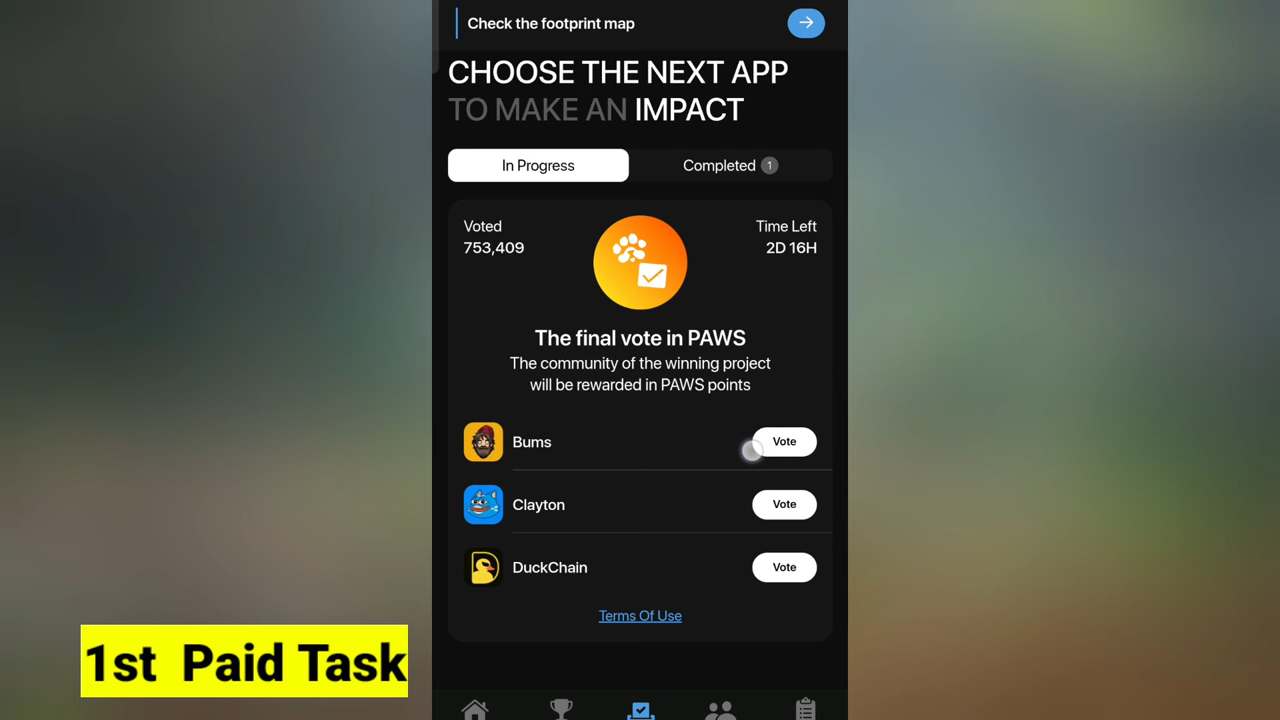 Check the footprint map
CHOOSE THE NEXT APP
TO MAKE AN IMPACT
In Progress
Completed 1
Voted
753,409
Time Left
2D 16H
The final vote in PAWS
The community of the winning project
will be rewarded in PAWS points
Bums
Vote
Clayton
Vote
DuckChain
Vote
Terms Of Use
1st Paid Task